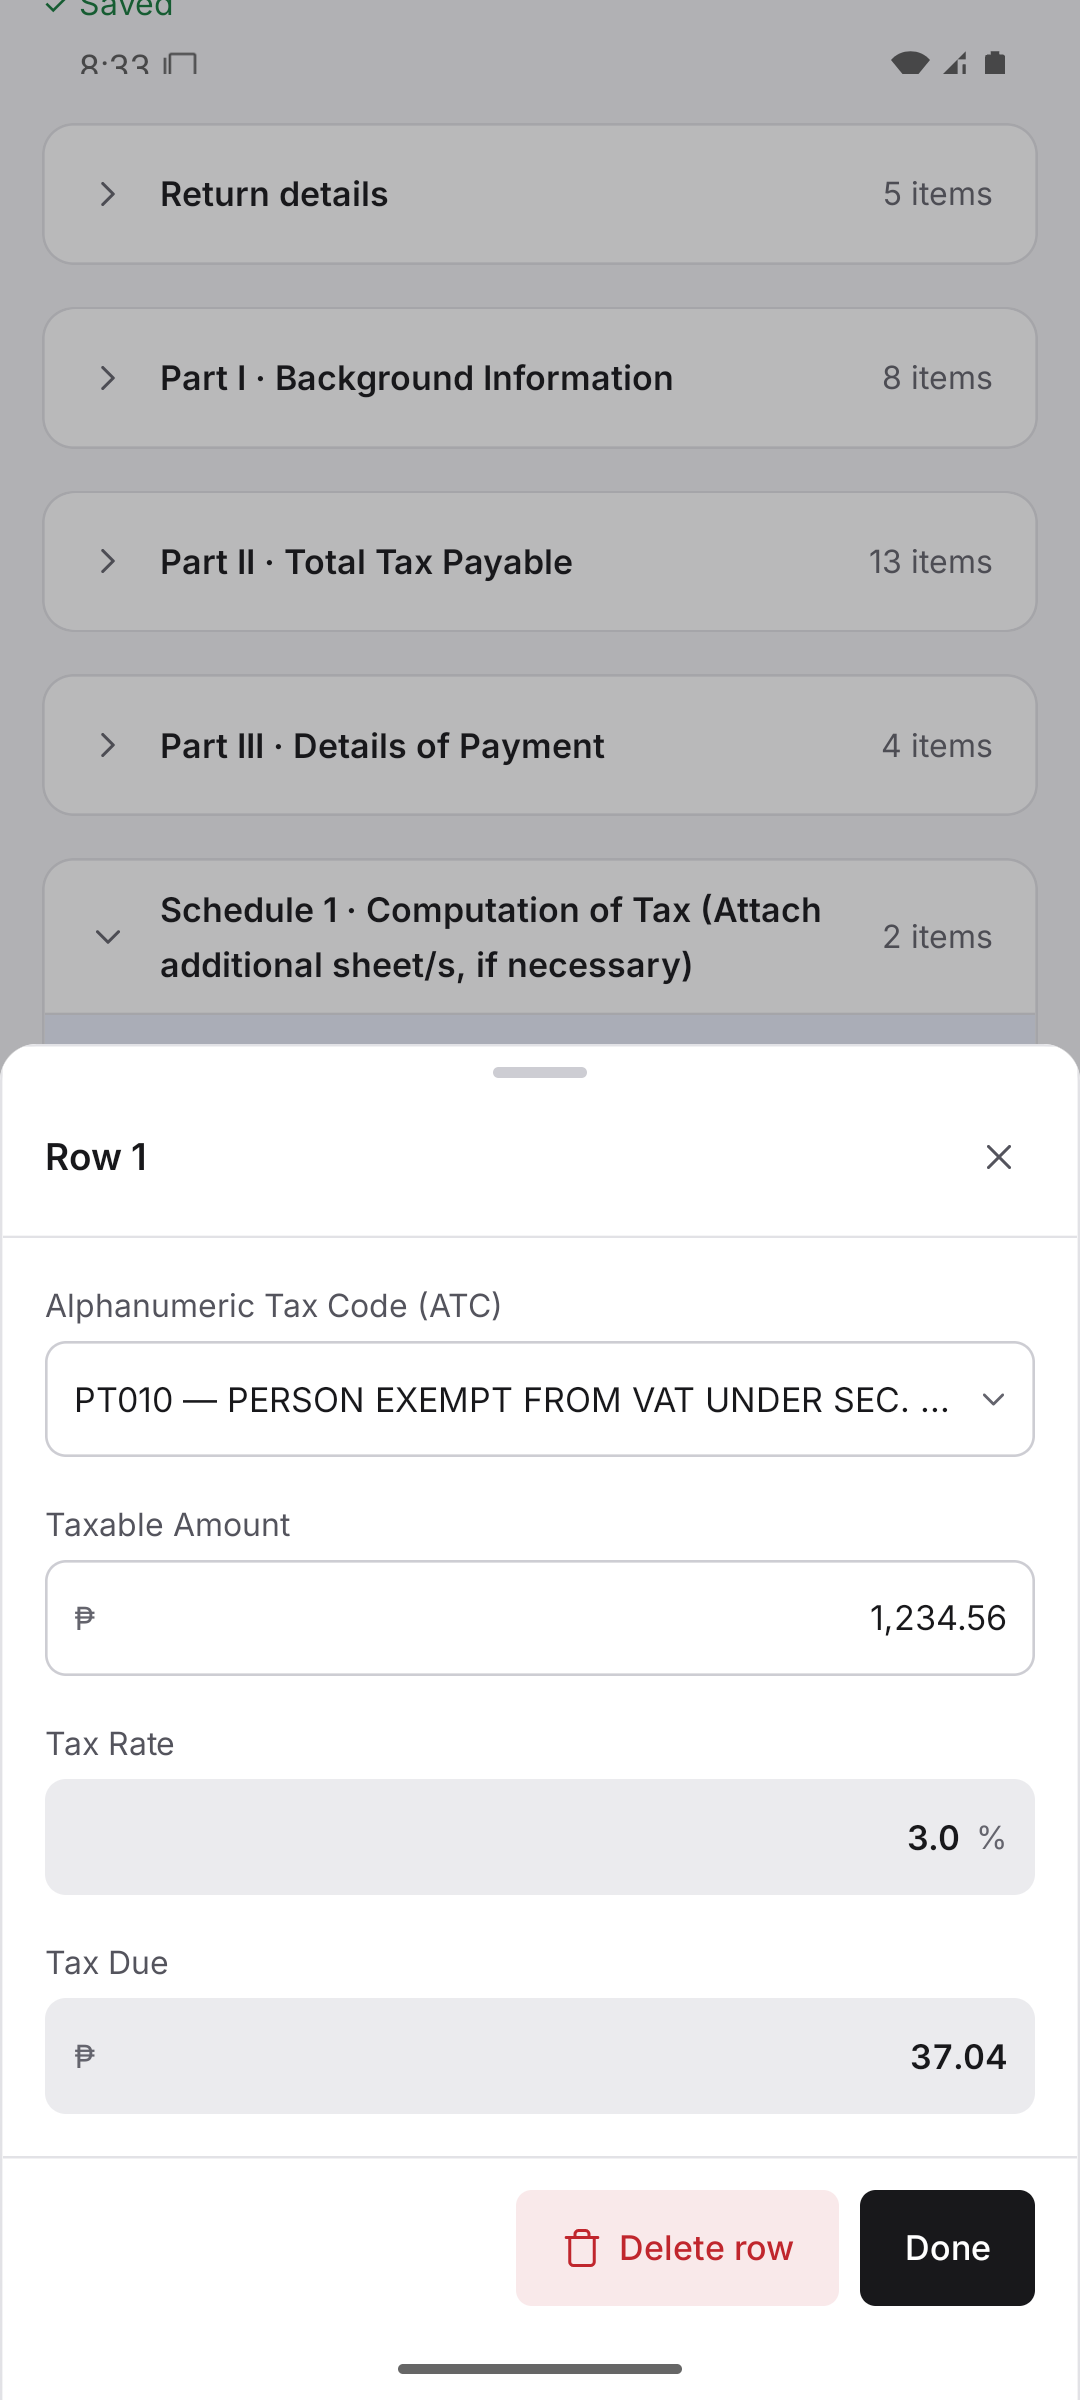 Saved
8:33
Return details
5 items
Part I · Background Information
8 items
Part II · Total Tax Payable
13 items
Part III · Details of Payment
4 items
Schedule 1 · Computation of Tax (Attach
additional sheet/s, if necessary)
2 items
Row 1
Alphanumeric Tax Code (ATC)
PT010 — PERSON EXEMPT FROM VAT UNDER SEC. ...
Taxable Amount
₱ 1,234.56
Tax Rate
3.0 %
Tax Due
₱ 37.04
Delete row
Done